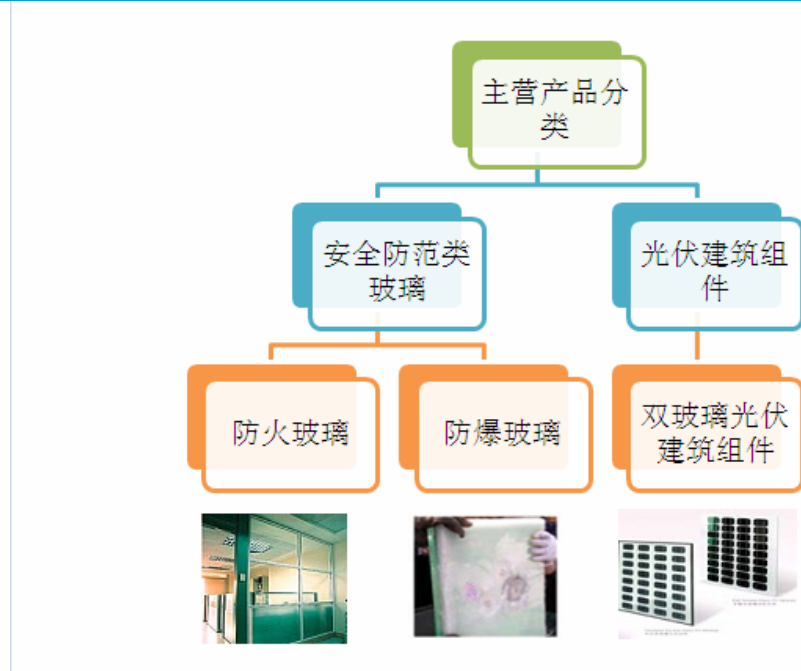 主营产品分
类
安全防范类
玻璃
光伏建筑组
件
防火玻璃
防爆玻璃
双玻璃光伏
建筑组件